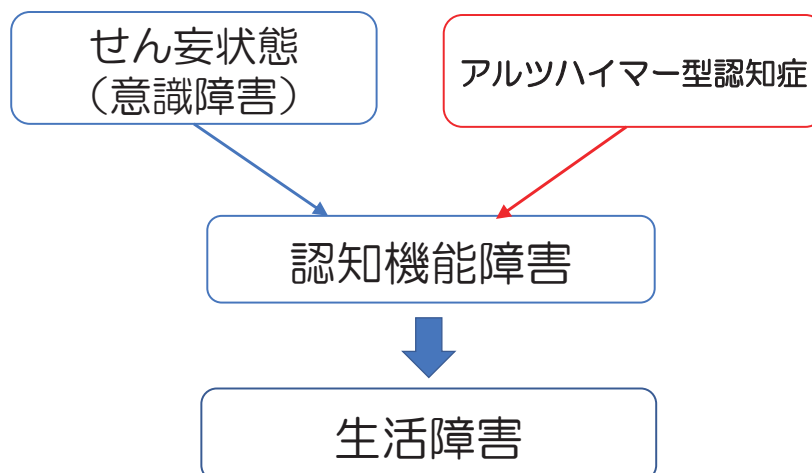 せん妄状態
（意識障害）
アルツハイマー型認知症
認知機能障害
生活障害